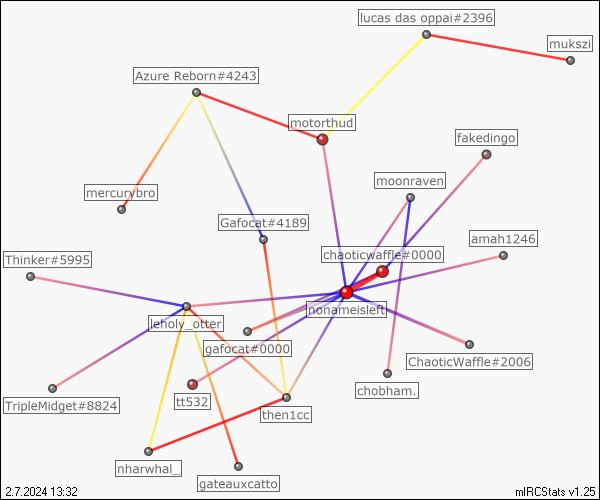 lucas das oppai#2396
mukszi
Azure Reborn#4243
motorthud
fakedingo
moonraven
mercurybro
Gafocat#4189
amah1246
chaoticwaffle#0000
Thinker#5995
nonameisleft
leholy_otter
gafocat#0000
ChaoticWaffle#2006
chobham.
tt532
TripleMidget#8824
then1cc
nharwhal_
gateauxcatto
2.7.2024 13:32
mIRCStats v1.25